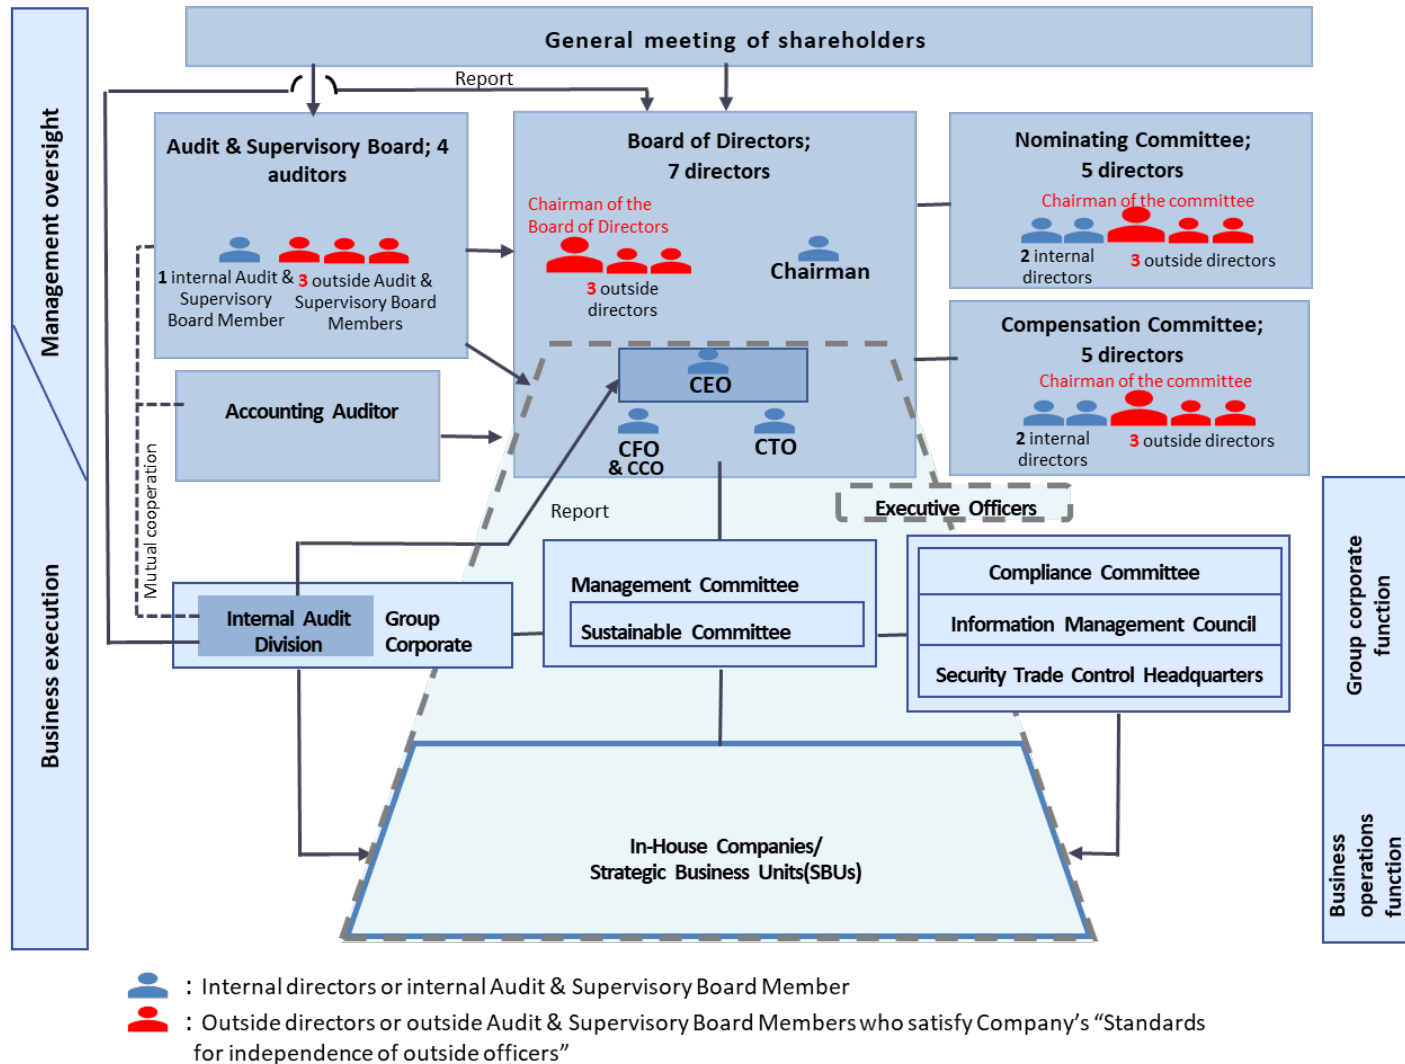 General meeting of shareholders
Report
Management oversight
Business execution
Audit & Supervisory Board; 4
auditors
1 internal Audit &
Supervisory
Board Member
3 outside Audit &
Supervisory Board
Members
Board of Directors;
7 directors
Chairman of the
Board of Directors
3 outside
directors
Chairman
CEO
CFO
& CCO
CTO
Nominating Committee;
5 directors
Chairman of the committee
2 internal
directors
3 outside directors
Compensation Committee;
5 directors
Chairman of the committee
2 internal
directors
3 outside directors
Accounting Auditor
Mutual cooperation
Report
Executive Officers
Internal Audit
Division
Group
Corporate
Management Committee
Sustainable Committee
Compliance Committee
Information Management Council
Security Trade Control Headquarters
Group corporate
function
Business
operations
function
In-House Companies/
Strategic Business Units(SBUs)
: Internal directors or internal Audit & Supervisory Board Member
: Outside directors or outside Audit & Supervisory Board Members who satisfy Company’s “Standards
for independence of outside officers”